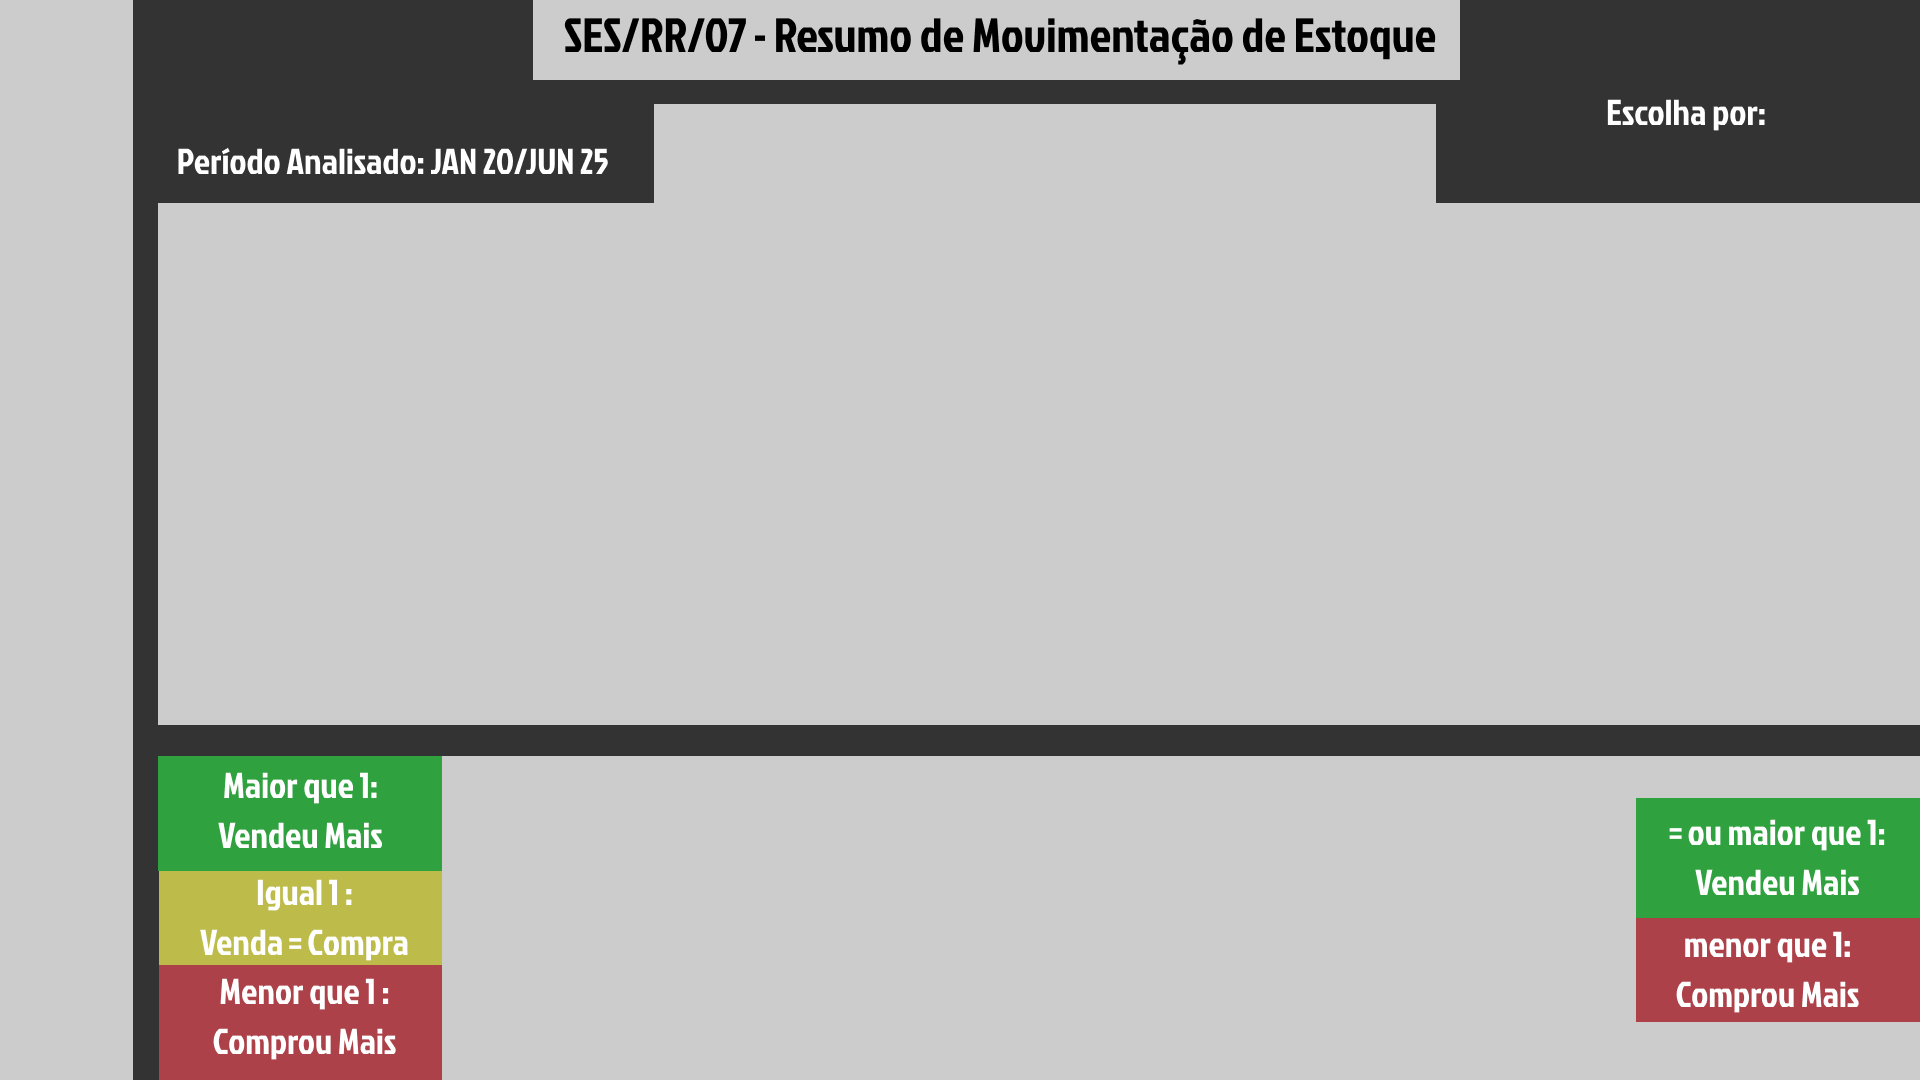 SES/RR/07 - Resumo de Movimentação de Estoque
Escolha por:
Período Analisado: JAN 20/JUN 25
Maior que 1:
Vendeu Mais
Igual 1 :
Venda = Compra
Menor que 1 :
Comprou Mais
= ou maior que 1:
Vendeu Mais
menor que 1:
Comprou Mais